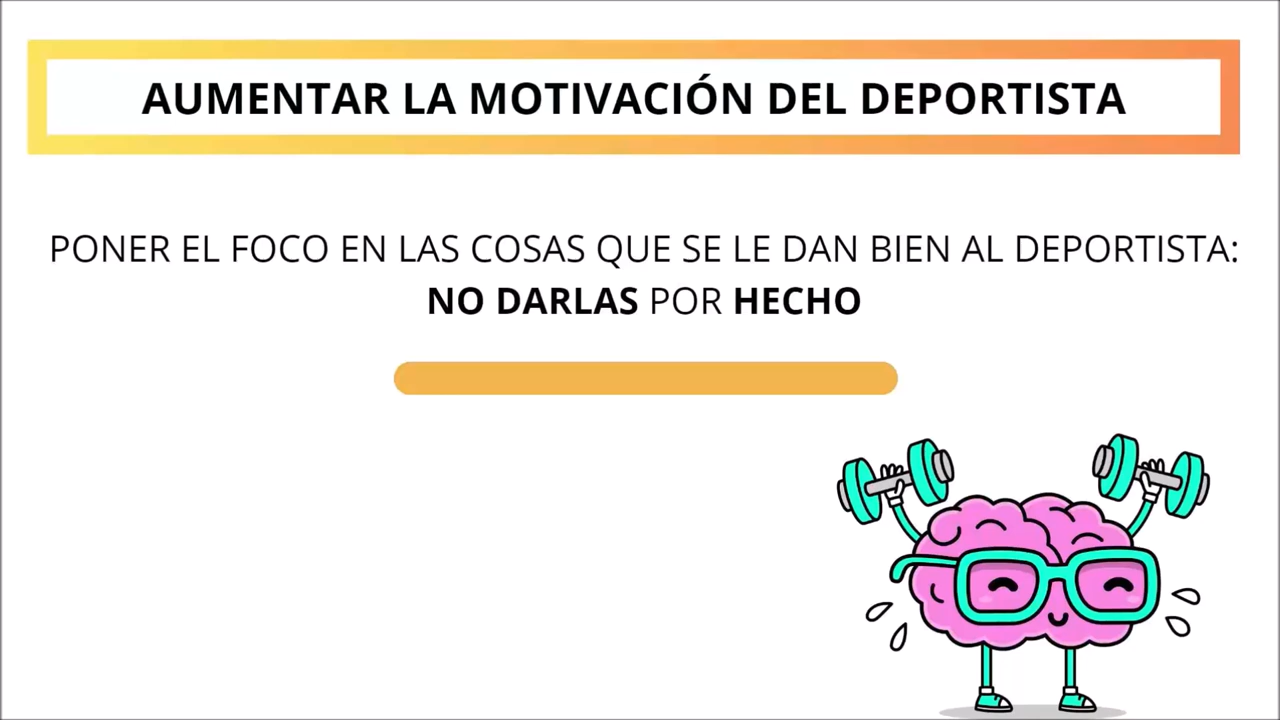 AUMENTAR LA MOTIVACIÓN DEL DEPORTISTA
PONER EL FOCO EN LAS COSAS QUE SE LE DAN BIEN AL DEPORTISTA:
NO DARLAS POR HECHO